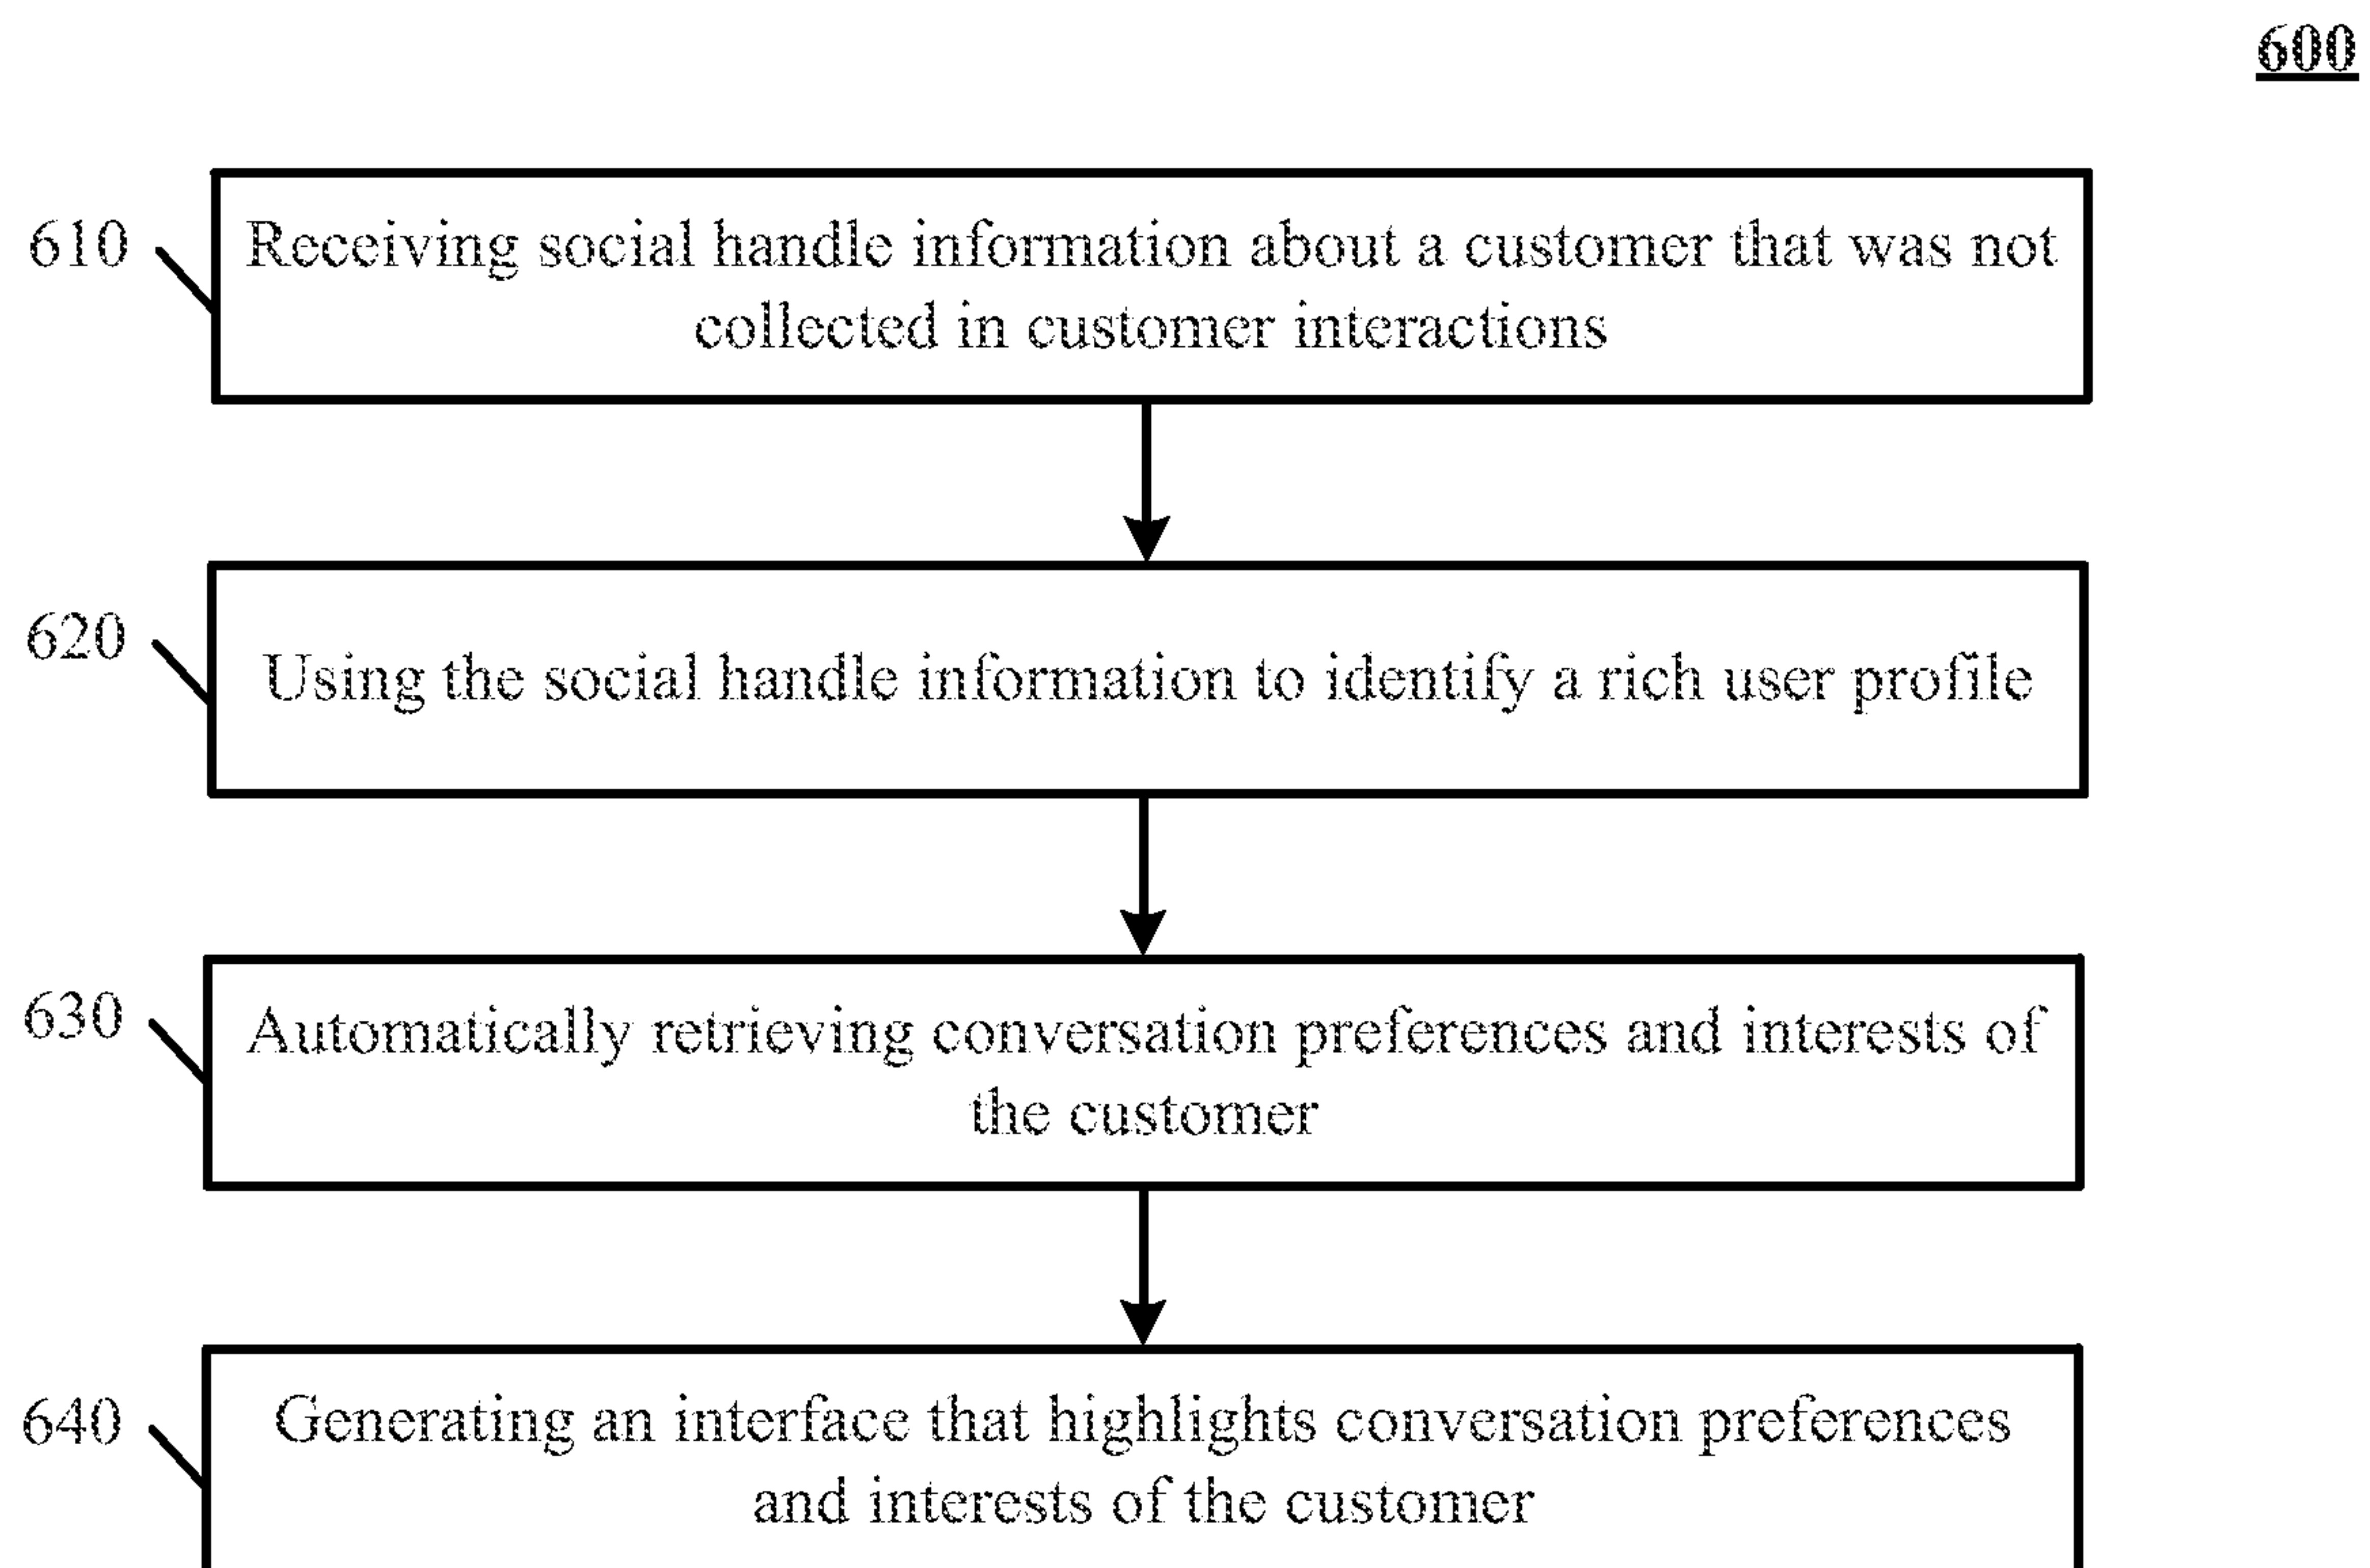 600
610
Receiving social handle information about a customer that was not
collected in customer interactions
620
Using the social handle information to identify a rich user profile
630
Automatically retrieving conversation preferences and interests of
the customer
640
Generating an interface that highlights conversation preferences
and interests of the customer